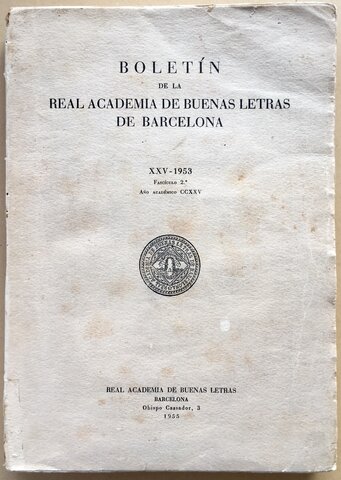 BOLETÍN
DE LA
REAL ACADEMIA DE BUENAS LETRAS
DE BARCELONA
XXV-1953
Fascículo 2.º
Año académico CCXXV
REAL ACADEMIA DE BUENAS LETRAS
BARCELONA
Obispo Cassador, 3
1955